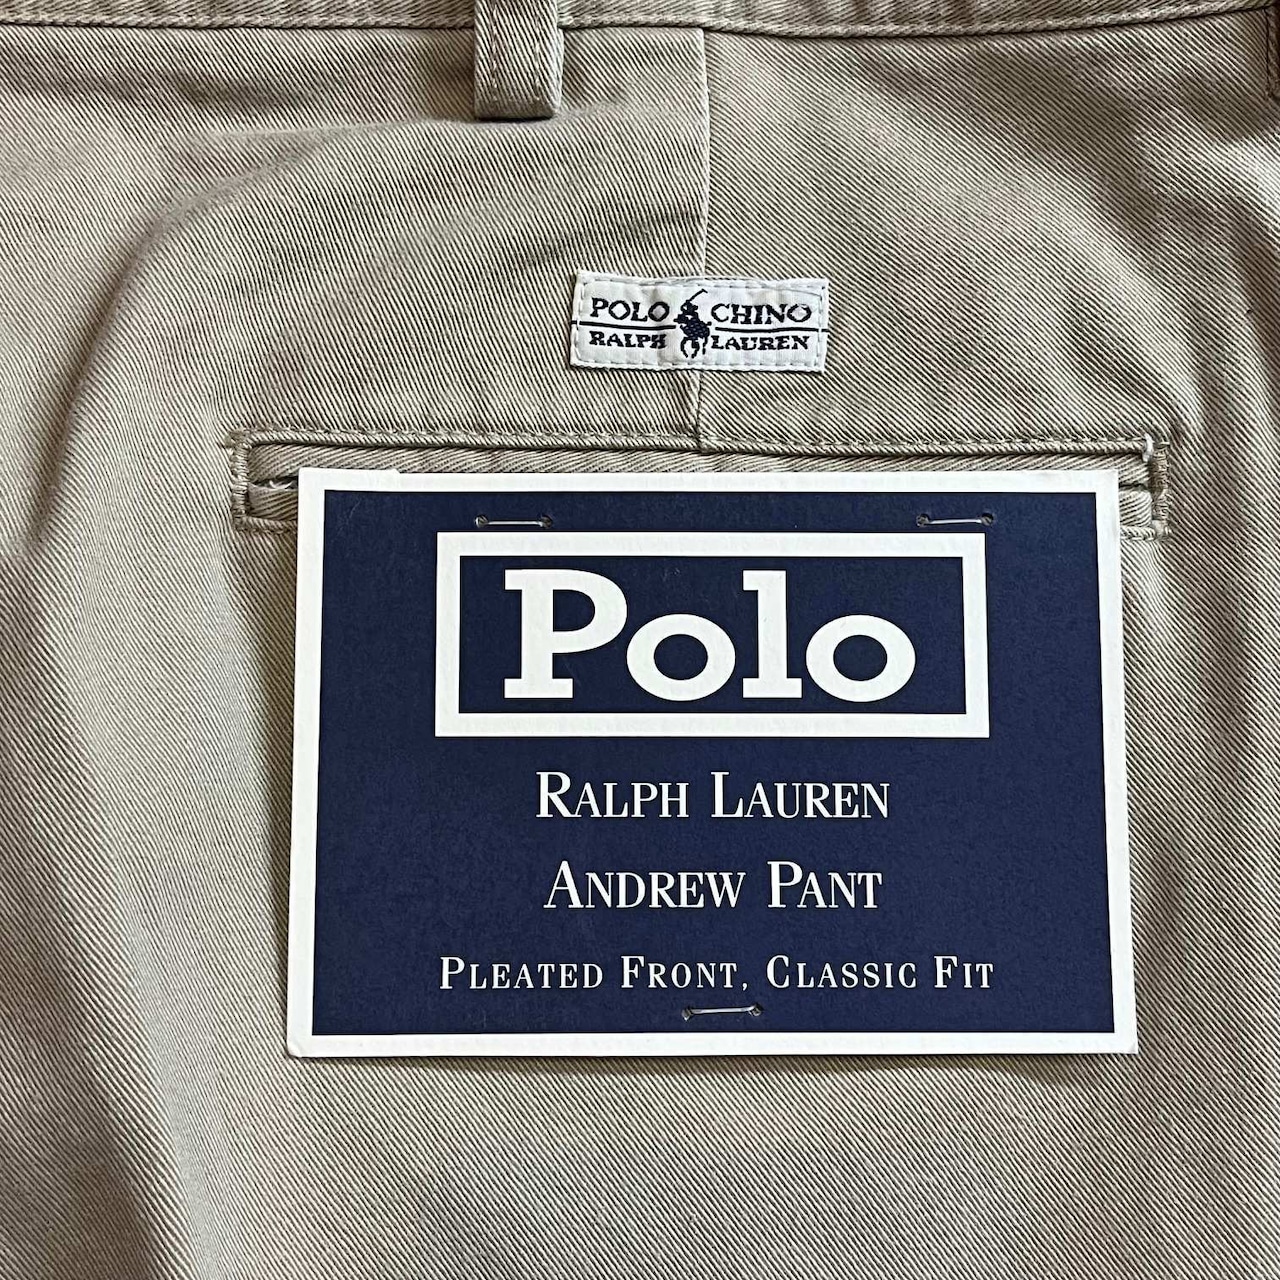 POLO CHINO
RALPH LAUREN
Polo
RALPH LAUREN
ANDREW PANT
PLEATED FRONT, CLASSIC FIT